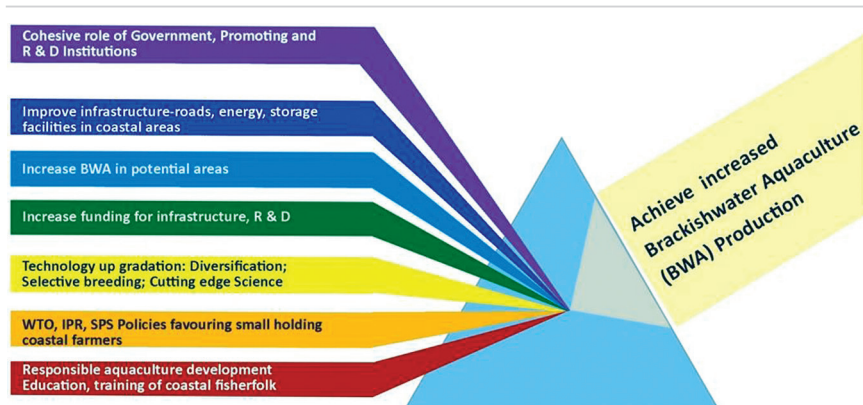 Cohesive role of Government, Promoting and
R & D Institutions
Improve infrastructure-roads, energy, storage
facilities in coastal areas
Increase BWA in potential areas
Increase funding for infrastructure, R & D
Technology up gradation: Diversification;
Selective breeding; Cutting edge Science
WTO, IPR, SPS Policies favouring small holding
coastal farmers
Responsible aquaculture development
Education, training of coastal fisherfolk
Achieve increased
Brackishwater Aquaculture
(BWA) Production